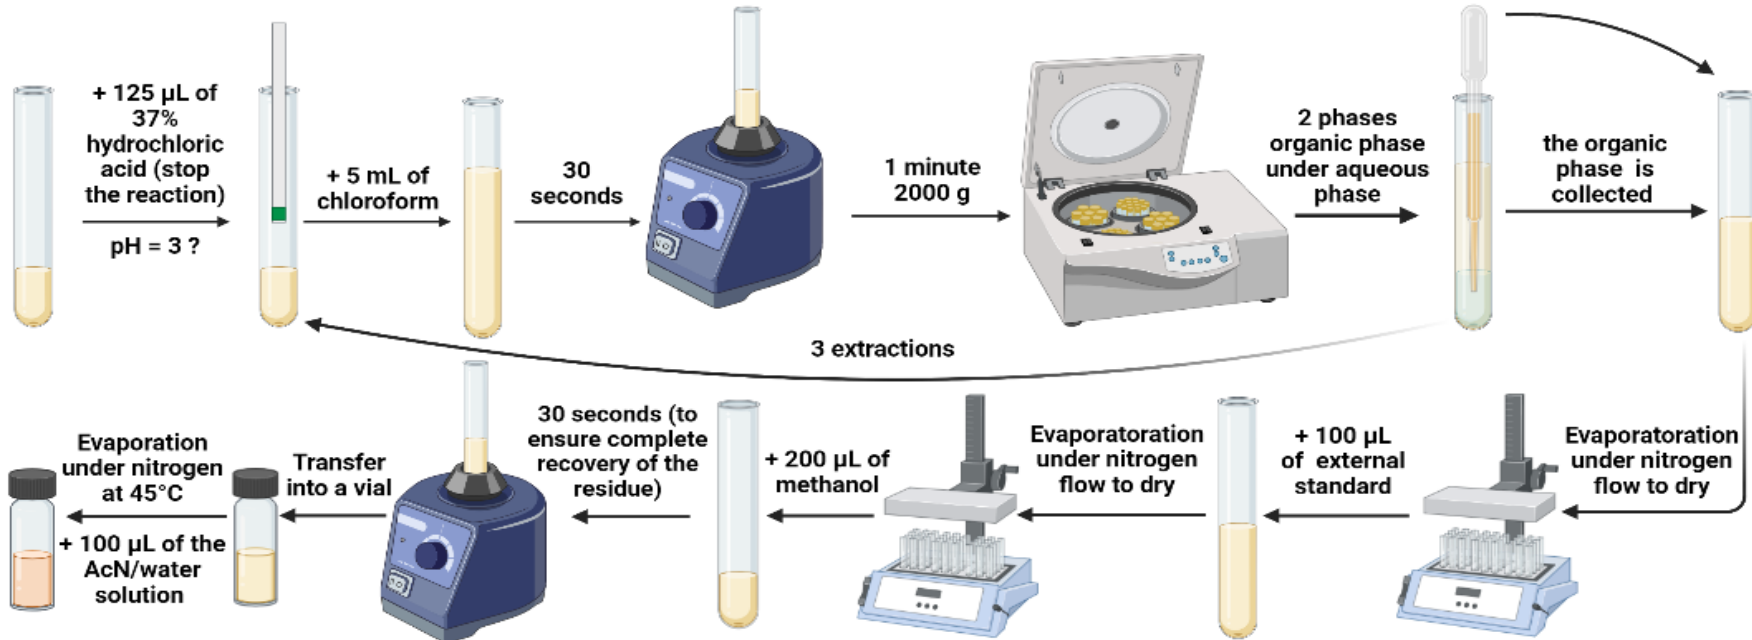 + 125 µL of
37%
hydrochloric
acid (stop
the reaction)
pH = 3 ?
+ 5 mL of
chloroform
30
seconds
1 minute
2000 g
2 phases
organic phase
under aqueous
phase
the organic
phase is
collected
3 extractions
Evaporatoration
under nitrogen
flow to dry
+ 100 µL
of external
standard
Evaporatoration
under nitrogen
flow to dry
+ 200 µL of
methanol
30 seconds (to
ensure complete
recovery of the
residue)
Transfer
into a vial
Evaporation
under nitrogen
at 45°C
+ 100 µL of the
AcN/water
solution